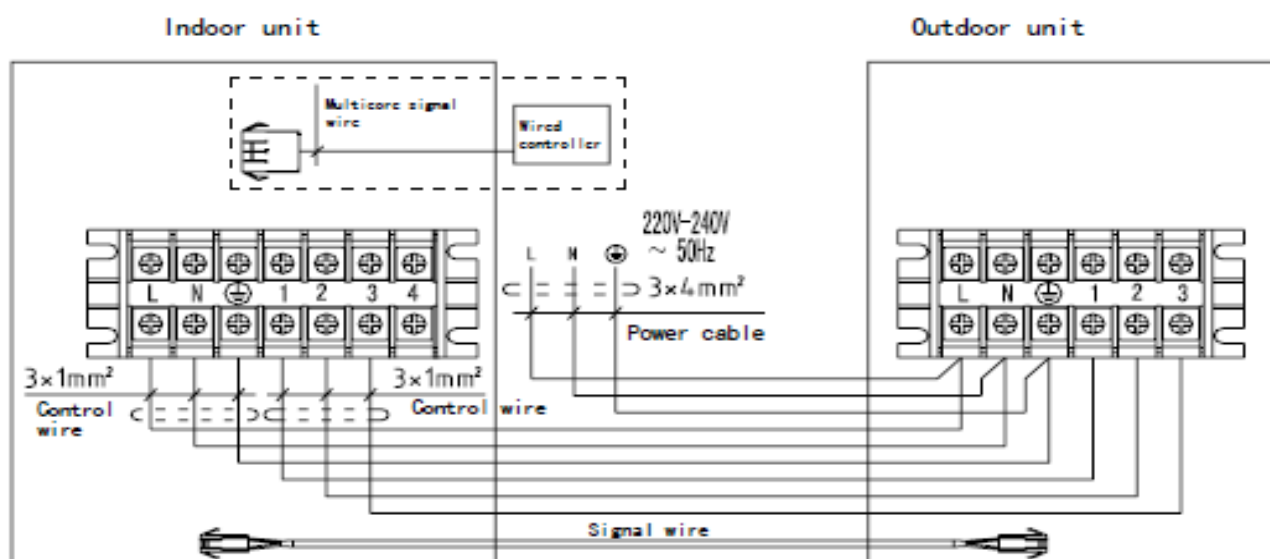 Indoor unit
Outdoor unit
Multicore signal
wire
Wired
controller
220V-240V
~ 50Hz
L N
3×4mm²
Power cable
L N 1 2 3 4
L N 1 2 3
3×1mm²
Control
wire
3×1mm²
Control wire
Signal wire